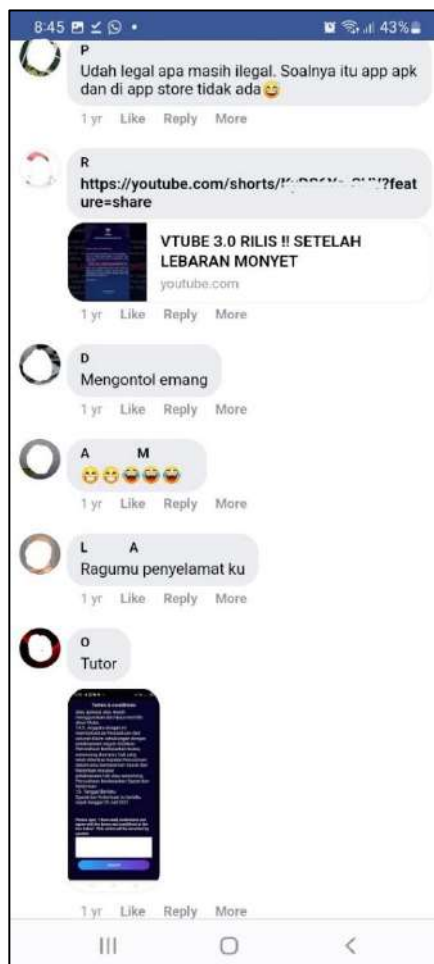 8:45
43%
P
Udah legal apa masih ilegal. Soalnya itu app apk
dan di app store tidak ada😅
1 yr Like Reply More
R
https://youtube.com/shorts/
?feat
ure=share
VTUBE 3.0 RILIS !! SETELAH
LEBARAN MONYET
youtube.com
1 yr Like Reply More
D
Mengontol emang
1 yr Like Reply More
A M
😁😁😂😂😂
1 yr Like Reply More
L A
Ragumu penyelamat ku
1 yr Like Reply More
O
Tutor
1 yr Like Reply More